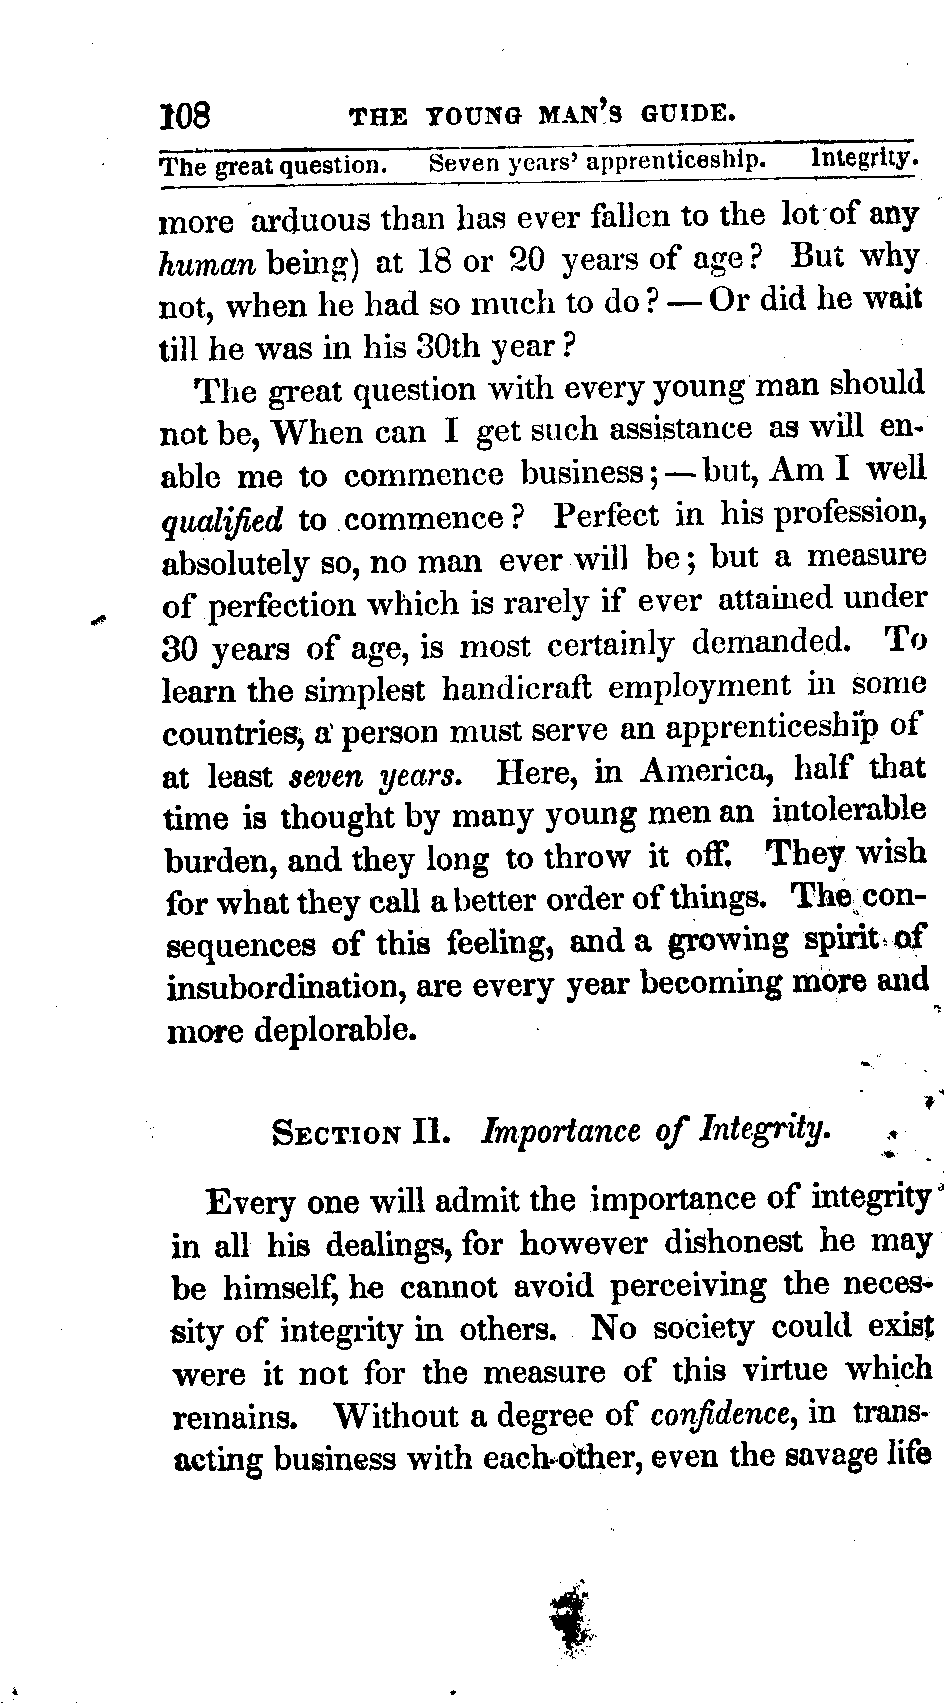 108 THE YOUNG MAN'S GUIDE.
The great question. Seven years' apprenticeship. Integrity.
more arduous than has ever fallen to the lot of any
human being) at 18 or 20 years of age? But why
not, when he had so much to do?—Or did he wait
till he was in his 30th year?
The great question with every young man should
not be, When can I get such assistance as will en-
able me to commence business;—but, Am I well
qualified to commence? Perfect in his profession,
absolutely so, no man ever will be; but a measure
of perfection which is rarely if ever attained under
30 years of age, is most certainly demanded. To
learn the simplest handicraft employment in some
countries, a person must serve an apprenticeship of
at least seven years. Here, in America, half that
time is thought by many young men an intolerable
burden, and they long to throw it off. They wish
for what they call a better order of things. The con-
sequences of this feeling, and a growing spirit of
insubordination, are every year becoming more and
more deplorable.
SECTION II. Importance of Integrity.
Every one will admit the importance of integrity
in all his dealings, for however dishonest he may
be himself, he cannot avoid perceiving the neces-
sity of integrity in others. No society could exist
were it not for the measure of this virtue which
remains. Without a degree of confidence, in trans-
acting business with each other, even the savage life